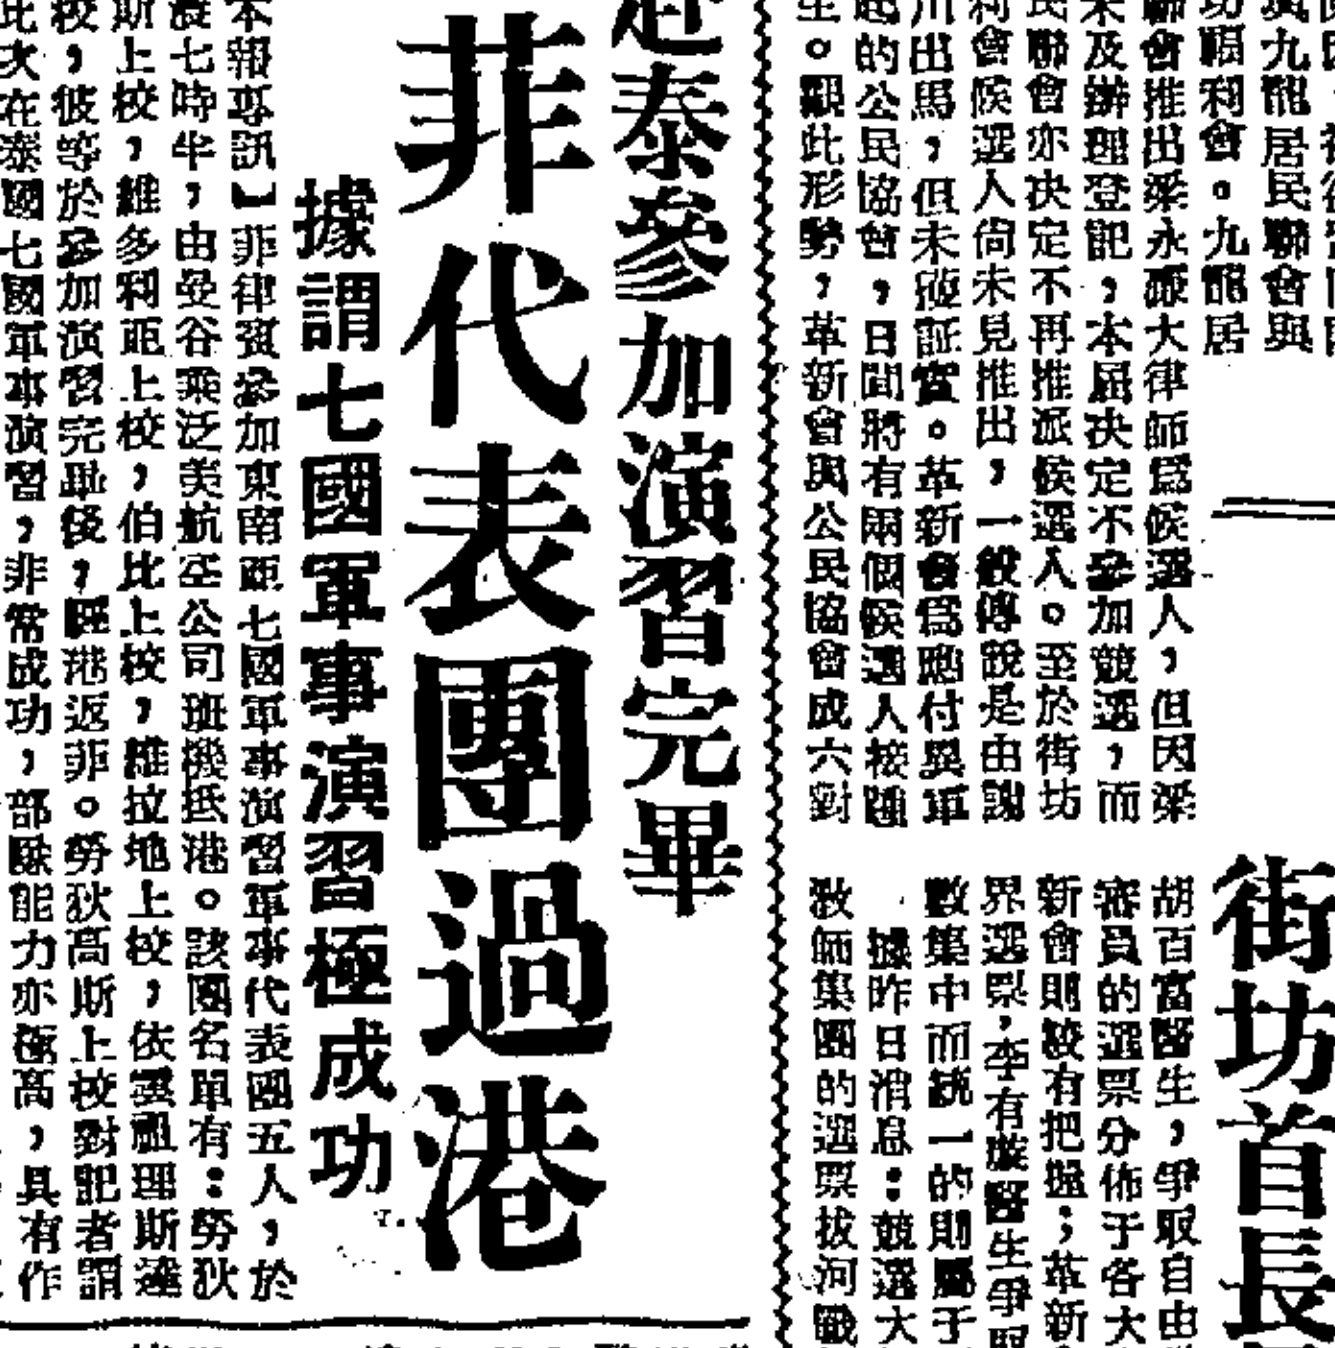 九龍居民聯會與
功福利會。九龍居
聯會推出梁永濂大律師爲候選人，但因梁
未及辦理登記，本屆決定不參加競選，而
民聯會亦決定不再推派候選人。至於街坊
利會候選人尙未見推出，一般傳說是由謝
川出馬，但未獲証實。革新會爲應付異軍
起的公民協會，日間將有兩個候選人接踵
生。觀此形勢，革新會與公民協會成六對
街坊首長
胡百富醫生，爭取自由
審員的選票分佈于各大
新會則較有把握；革新
界選票，李有璇醫生爭取
數集中而統一的則屬于
據昨日消息：競選大
敎師集團的選票拔河戰
赴泰參加演習完畢
菲代表團過港
據謂七國軍事演習極成功
本報專訊】菲律賓參加東南亞七國軍事演習軍事代表團五人，於
晨七時半，由曼谷乘泛美航空公司班機抵港。該團名單有：勞狄
斯上校，維多利亞上校，伯比上校，維拉地上校，依雲祖理斯達
校，彼等於參加演習完畢後，經港返菲。勞狄高斯上校對記者謂
此次在泰國七國軍事演習，非常成功，部隊能力亦極高，具有作